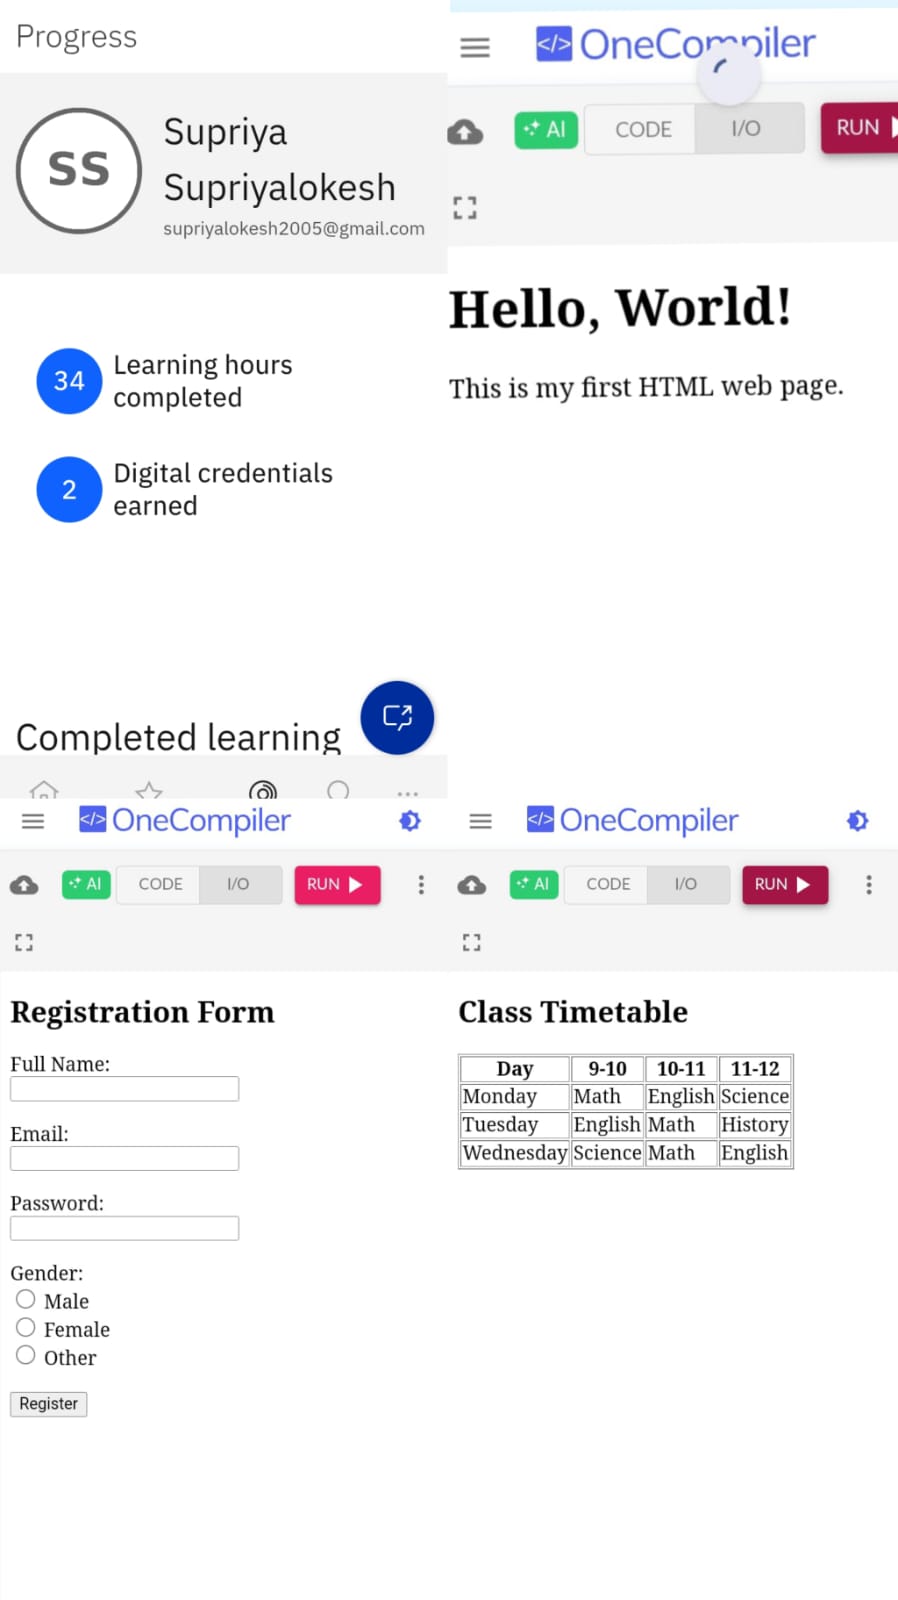 Progress
SS
Supriya
Supriyalokesh
supriyalokesh2005@gmail.com
34
Learning hours
completed
2
Digital credentials
earned
Completed learning
</> OneCompiler
AI
CODE
I/O
RUN
Hello, World!
This is my first HTML web page.
</> OneCompiler
AI
CODE
I/O
RUN
Registration Form
Full Name:
Email:
Password:
Gender:
Male
Female
Other
Register
</> OneCompiler
AI
CODE
I/O
RUN
Class Timetable
Day 9-10 10-11 11-12
Monday Math English Science
Tuesday English Math History
Wednesday Science Math English